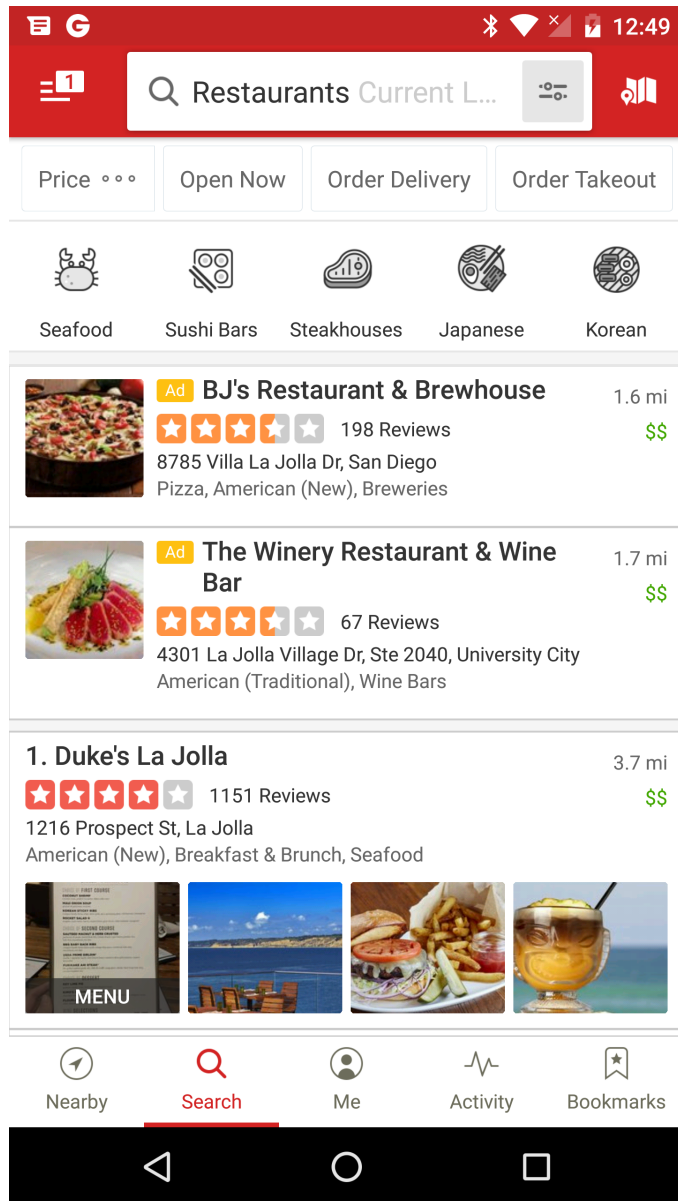 12:49
1
Restaurants Current L...
Price
Open Now
Order Delivery
Order Takeout
Seafood
Sushi Bars
Steakhouses
Japanese
Korean
Ad BJ's Restaurant & Brewhouse
1.6 mi
198 Reviews
$$
8785 Villa La Jolla Dr, San Diego
Pizza, American (New), Breweries
Ad The Winery Restaurant & Wine
Bar
1.7 mi
$$
67 Reviews
4301 La Jolla Village Dr, Ste 2040, University City
American (Traditional), Wine Bars
1. Duke's La Jolla
3.7 mi
1151 Reviews
$$
1216 Prospect St, La Jolla
American (New), Breakfast & Brunch, Seafood
MENU
Nearby
Search
Me
Activity
Bookmarks